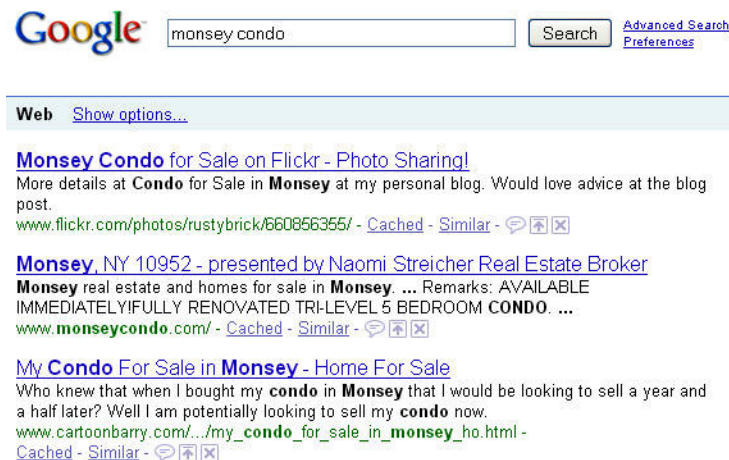 Google
monsey condo
Search
Advanced Search
Preferences
Web Show options...
Monsey Condo for Sale on Flickr - Photo Sharing!
More details at Condo for Sale in Monsey at my personal blog. Would love advice at the blog
post.
www.flickr.com/photos/rustybrick/660856355/ - Cached - Similar -
Monsey, NY 10952 - presented by Naomi Streicher Real Estate Broker
Monsey real estate and homes for sale in Monsey. ... Remarks: AVAILABLE
IMMEDIATELY!FULLY RENOVATED TRI-LEVEL 5 BEDROOM CONDO. ...
www.monseycondo.com/ - Cached - Similar -
My Condo For Sale in Monsey - Home For Sale
Who knew that when I bought my condo in Monsey that I would be looking to sell a year and
a half later? Well I am potentially looking to sell my condo now.
www.cartoonbarry.com/.../my_condo_for_sale_in_monsey_ho.html -
Cached - Similar -